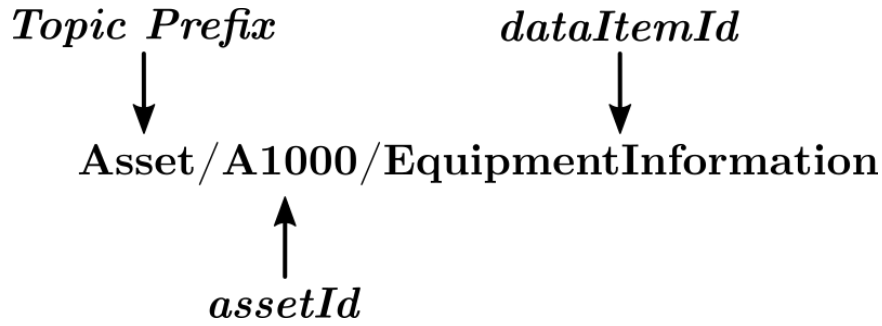 Topic Prefix dataItemId
Asset/A1000/EquipmentInformation
assetId